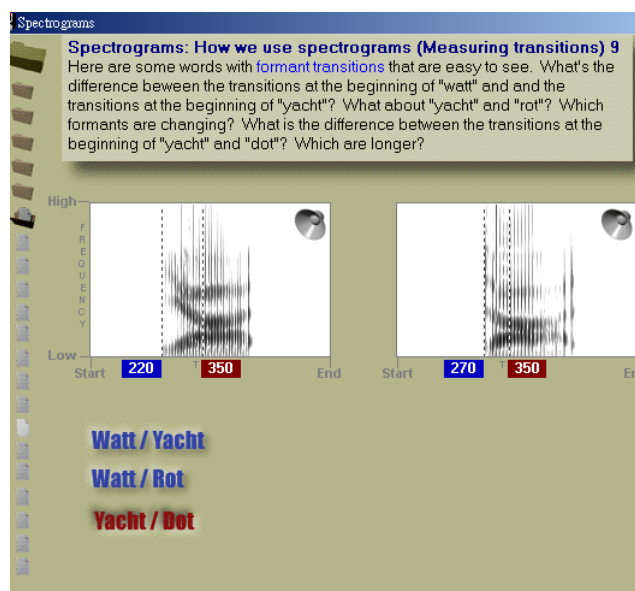 Spectrograms
Spectrograms: How we use spectrograms (Measuring transitions) 9
Here are some words with formant transitions that are easy to see. What's the
difference beween the transitions at the beginning of "watt" and and the
transitions at the beginning of "yacht"? What about "yacht" and "rot"? Which
formants are changing? What is the difference between the transitions at the
beginning of "yacht" and "dot"? Which are longer?
High
FREQUENCY
Low
Start 220 T 350 End
Start 270 T 350 Er
Watt / Yacht
Watt / Rot
Yacht / Dot